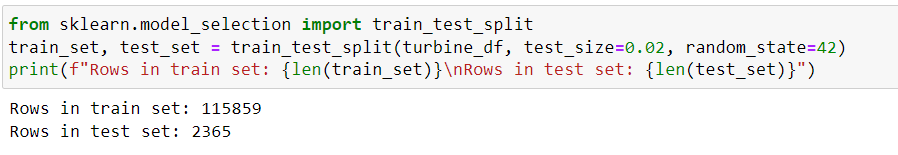 from sklearn.model_selection import train_test_split
train_set, test_set = train_test_split(turbine_df, test_size=0.02, random_state=42)
print(f"Rows in train set: {len(train_set)}\nRows in test set: {len(test_set)}")
Rows in train set: 115859
Rows in test set: 2365